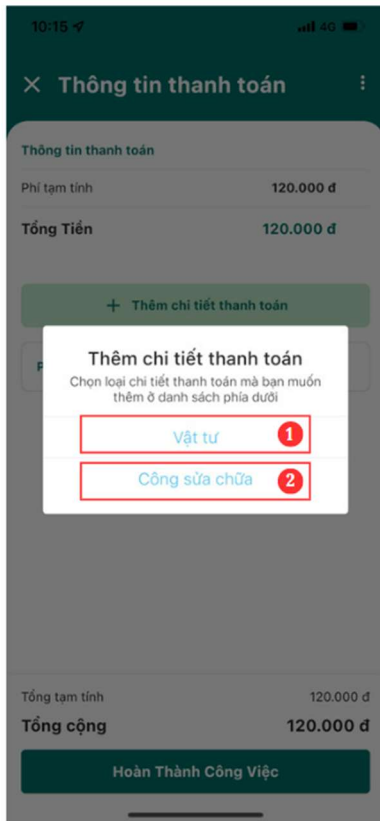 10:15 4G
Thông tin thanh toán
Thông tin thanh toán
Phí tạm tính 120.000 đ
Tổng Tiền 120.000 đ
+ Thêm chi tiết thanh toán
P
Thêm chi tiết thanh toán
Chọn loại chi tiết thanh toán mà bạn muốn
thêm ở danh sách phía dưới
Vật tư 1
Công sửa chữa 2
Tổng tạm tính 120.000 đ
Tổng cộng 120.000 đ
Hoàn Thành Công Việc